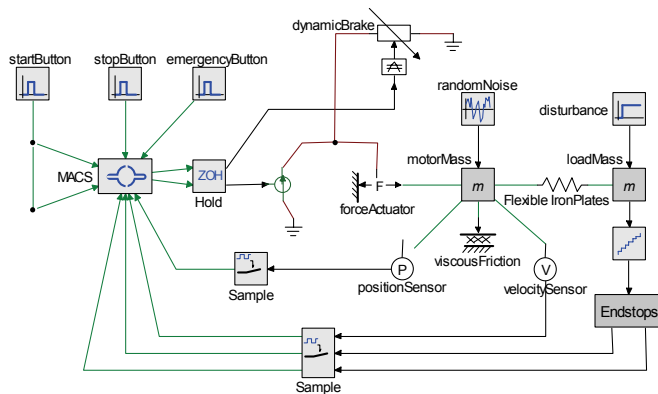 dynamicBrake
startButton
stopButton
emergencyButton
randomNoise
disturbance
MACS
ZOH
Hold
F
forceActuator
motorMass
m
Flexible IronPlates
loadMass
m
viscousFriction
P
positionSensor
V
velocitySensor
Sample
Endstops
Sample